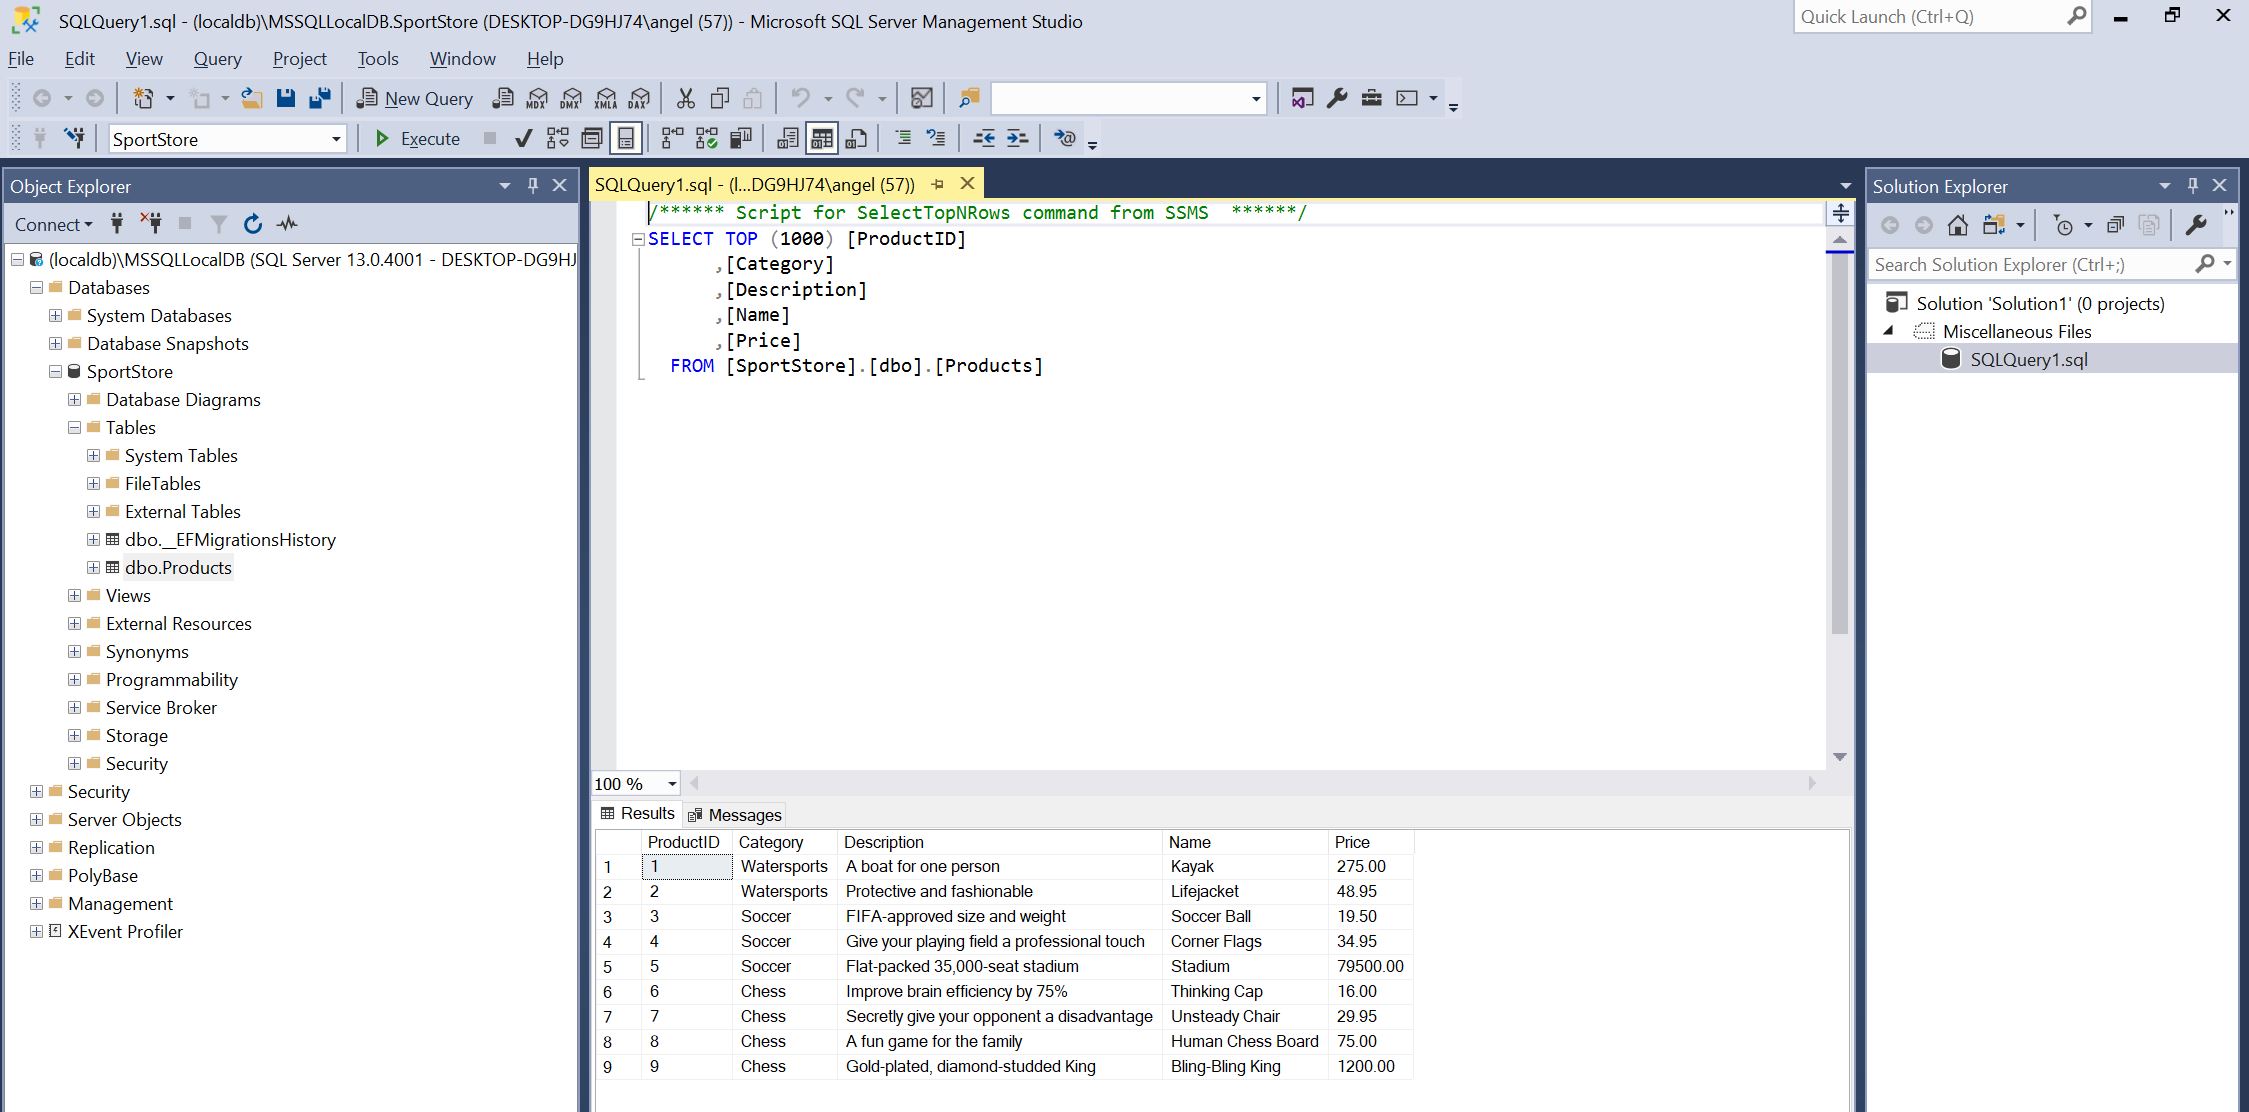 SQLQuery1.sql - (localdb)\MSSQLLocalDB.SportStore (DESKTOP-DG9HJ74\angel (57)) - Microsoft SQL Server Management Studio
Quick Launch (Ctrl+Q)
File Edit View Query Project Tools Window Help
New Query MDX DMX XMLA DAX
SportStore Execute
Object Explorer
Connect
(localdb)\MSSQLLocalDB (SQL Server 13.0.4001 - DESKTOP-DG9HJ
Databases
System Databases
Database Snapshots
SportStore
Database Diagrams
Tables
System Tables
FileTables
External Tables
dbo.__EFMigrationsHistory
dbo.Products
Views
External Resources
Synonyms
Programmability
Service Broker
Storage
Security
Security
Server Objects
Replication
PolyBase
Management
XEvent Profiler
SQLQuery1.sql - (l...DG9HJ74\angel (57))
/****** Script for SelectTopNRows command from SSMS  ******/
SELECT TOP (1000) [ProductID]
,[Category]
,[Description]
,[Name]
,[Price]
FROM [SportStore].[dbo].[Products]
100 %
Results Messages
ProductID Category Description Name Price
1 1 Watersports A boat for one person Kayak 275.00
2 2 Watersports Protective and fashionable Lifejacket 48.95
3 3 Soccer FIFA-approved size and weight Soccer Ball 19.50
4 4 Soccer Give your playing field a professional touch Corner Flags 34.95
5 5 Soccer Flat-packed 35,000-seat stadium Stadium 79500.00
6 6 Chess Improve brain efficiency by 75% Thinking Cap 16.00
7 7 Chess Secretly give your opponent a disadvantage Unsteady Chair 29.95
8 8 Chess A fun game for the family Human Chess Board 75.00
9 9 Chess Gold-plated, diamond-studded King Bling-Bling King 1200.00
Solution Explorer
Search Solution Explorer (Ctrl+;)
Solution 'Solution1' (0 projects)
Miscellaneous Files
SQLQuery1.sql